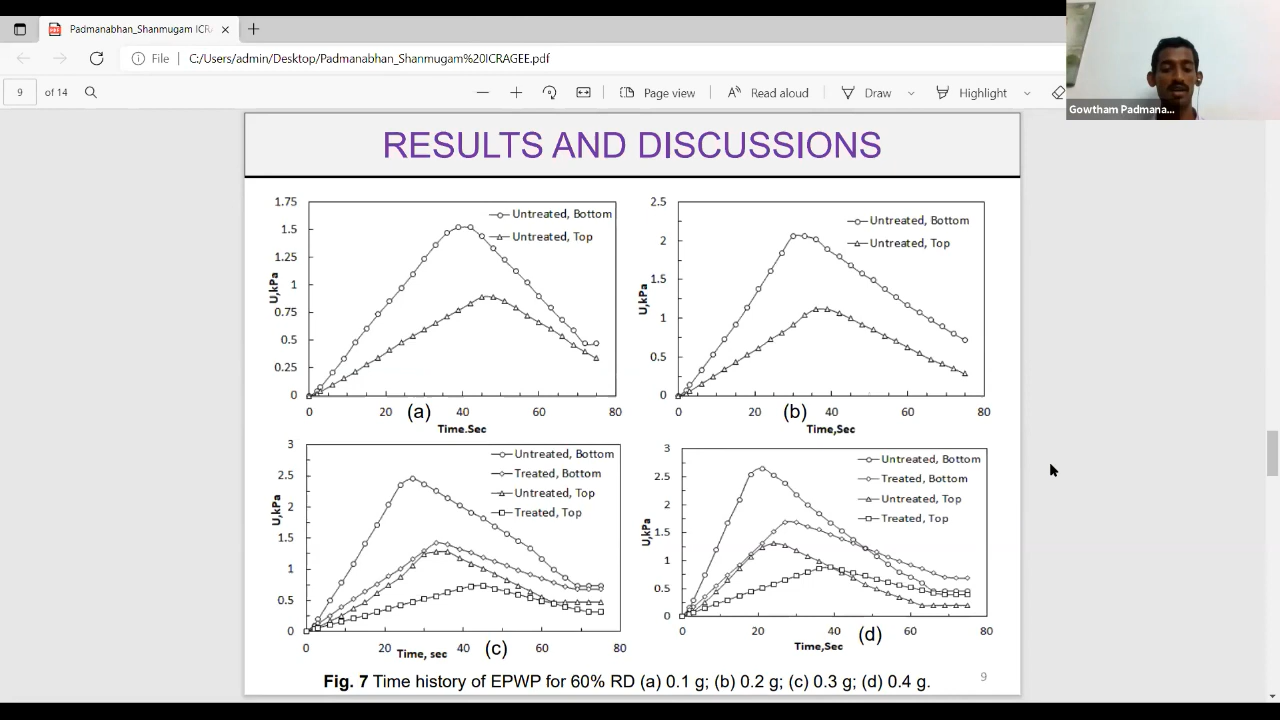 Padmanabhan_Shanmugam ICR
File C:/Users/admin/Desktop/Padmanabhan_Shanmugam%20ICRAGEE.pdf
9 of 14 Page view Read aloud Draw Highlight
Gowtham Padmana...
RESULTS AND DISCUSSIONS
1.75
1.5
1.25
1
0.75
0.5
0.25
0
U,kPa
Untreated, Bottom
Untreated, Top
0 20 40 60 80
(a)
Time.Sec
2.5
2
1.5
1
0.5
0
U,kPa
Untreated, Bottom
Untreated, Top
0 20 40 60 80
(b)
Time,Sec
3
2.5
2
1.5
1
0.5
0
U,kPa
Untreated, Bottom
Treated, Bottom
Untreated, Top
Treated, Top
0 20 40 60 80
Time, sec
(c)
3
2.5
2
1.5
1
0.5
0
U,kPa
Untreated, Bottom
Treated, Bottom
Untreated, Top
Treated, Top
0 20 40 60 80
(d)
Time,Sec
Fig. 7 Time history of EPWP for 60% RD (a) 0.1 g; (b) 0.2 g; (c) 0.3 g; (d) 0.4 g.
9